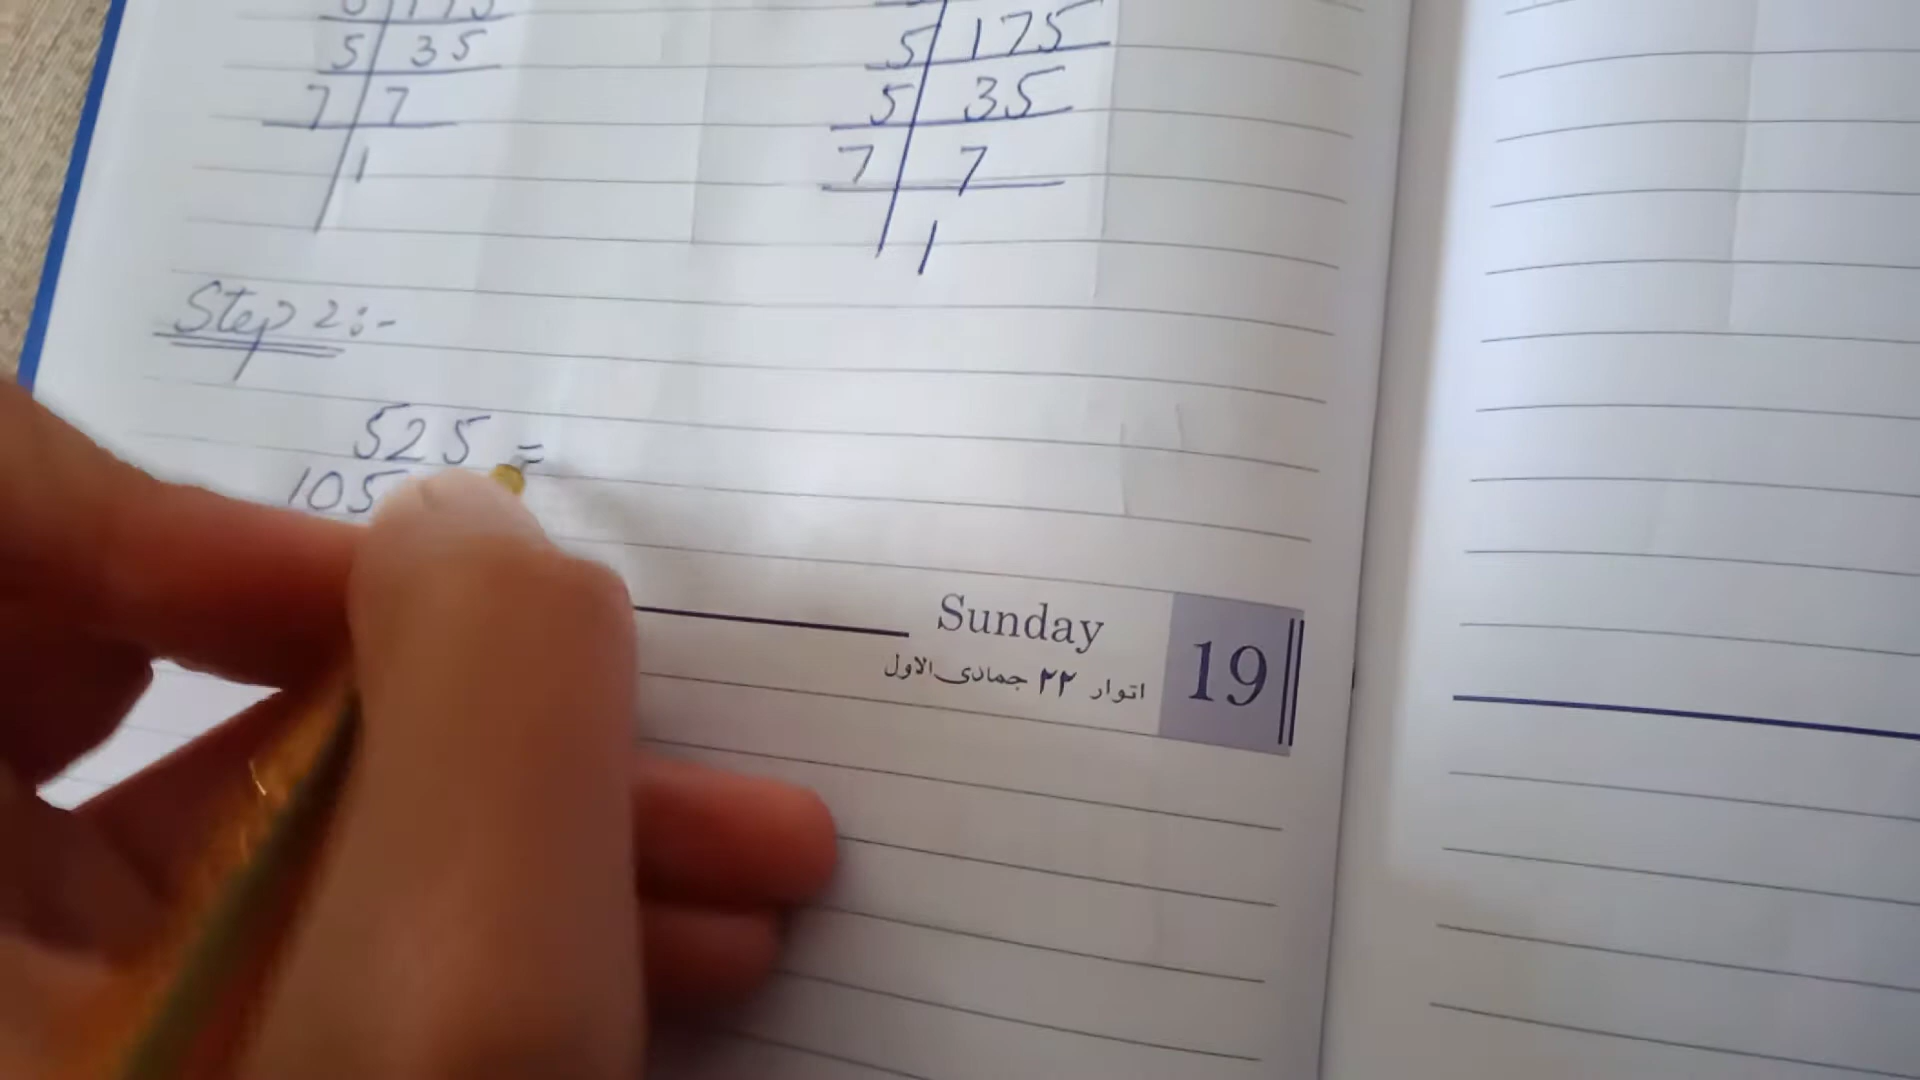 5 | 35
7 | 7
1
5 | 175
5 | 35
7 | 7
1
Step 2:-
525 =
105
Sunday
اتوار ۲۲ جمادی الاول
19